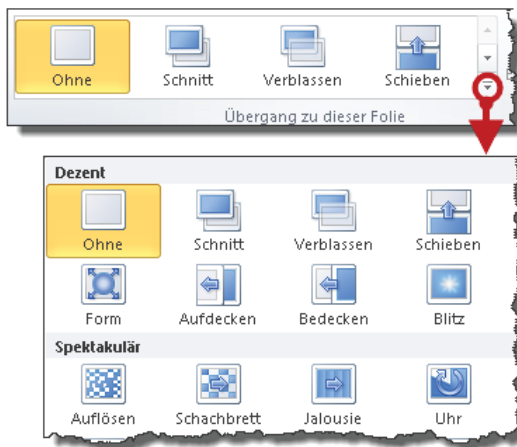 Ohne Schnitt Verblassen Schieben
Übergang zu dieser Folie
Dezent
Ohne Schnitt Verblassen Schieben
Form Aufdecken Bedecken Blitz
Spektakulär
Auflösen Schachbrett Jalousie Uhr